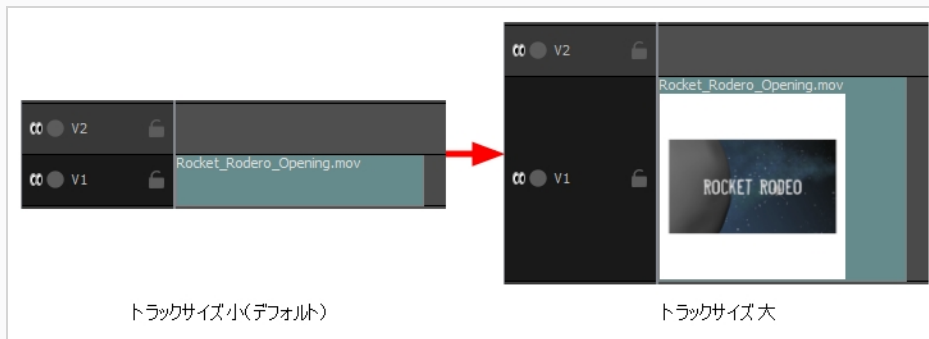 V2
V1
Rocket_Rodero_Opening.mov
トラックサイズ小(デフォルト)
V2
V1
Rocket_Rodero_Opening.mov
ROCKET RODEO
トラックサイズ大